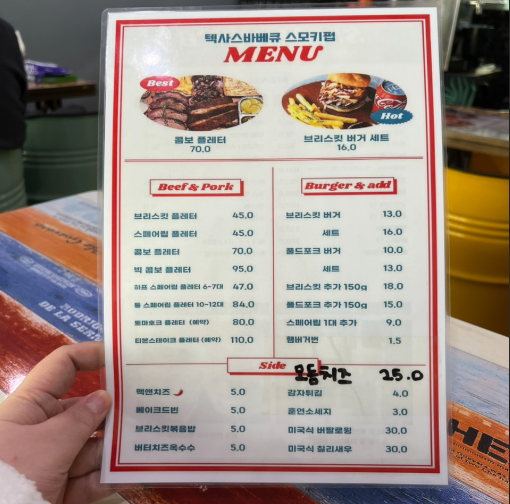 텍사스바베큐 스모키펍
MENU
Best
Hot
콤보 플레터
70.0
브리스킷 버거 세트
16.0
Beef & Pork
브리스킷 플레터 45.0
스페어립 플레터 45.0
콤보 플레터 70.0
빅 콤보 플레터 95.0
하프 스페어립 플레터 6-7대 47.0
통 스페어립 플레터 10-12대 84.0
토마호크 플레터 (예약) 80.0
티본스테이크 플레터 (예약) 110.0
Burger & add
브리스킷 버거 13.0
세트 16.0
풀드포크 버거 10.0
세트 13.0
브리스킷 추가 150g 18.0
풀드포크 추가 150g 15.0
스페어립 1대 추가 9.0
햄버거번 1.5
Side
모듬치즈 25.0
맥앤치즈 5.0
베이크드빈 5.0
브리스킷볶음밥 5.0
버터치즈옥수수 5.0
감자튀김 4.0
훈연소세지 3.0
미국식 버팔로윙 30.0
미국식 칠리새우 30.0
DE LA SER
HE